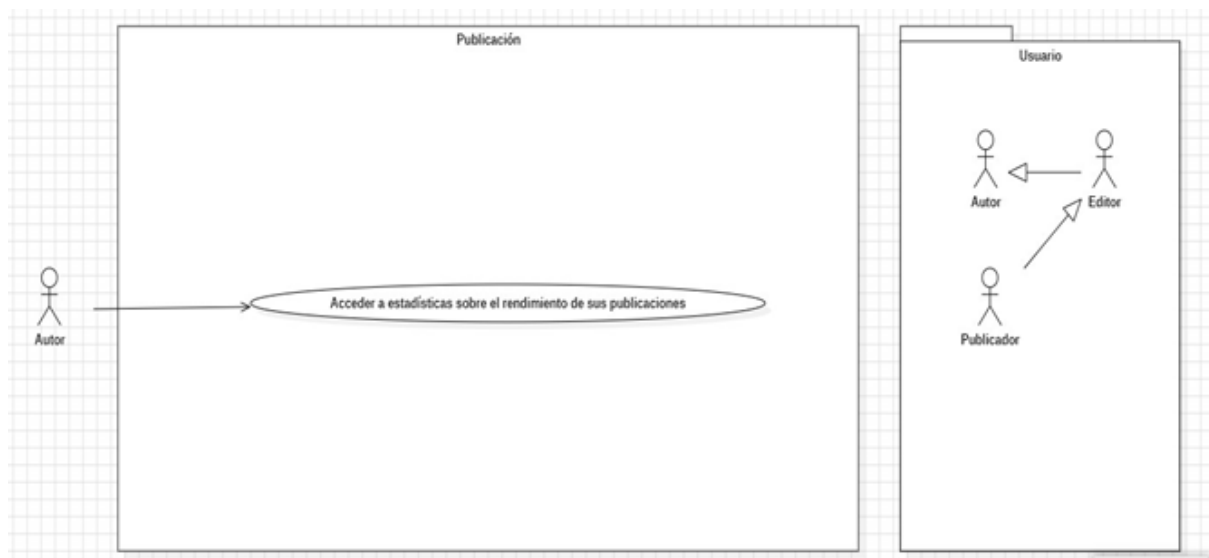 Publicación
Acceder a estadísticas sobre el rendimiento de sus publicaciones
Autor
Usuario
Autor
Editor
Publicador